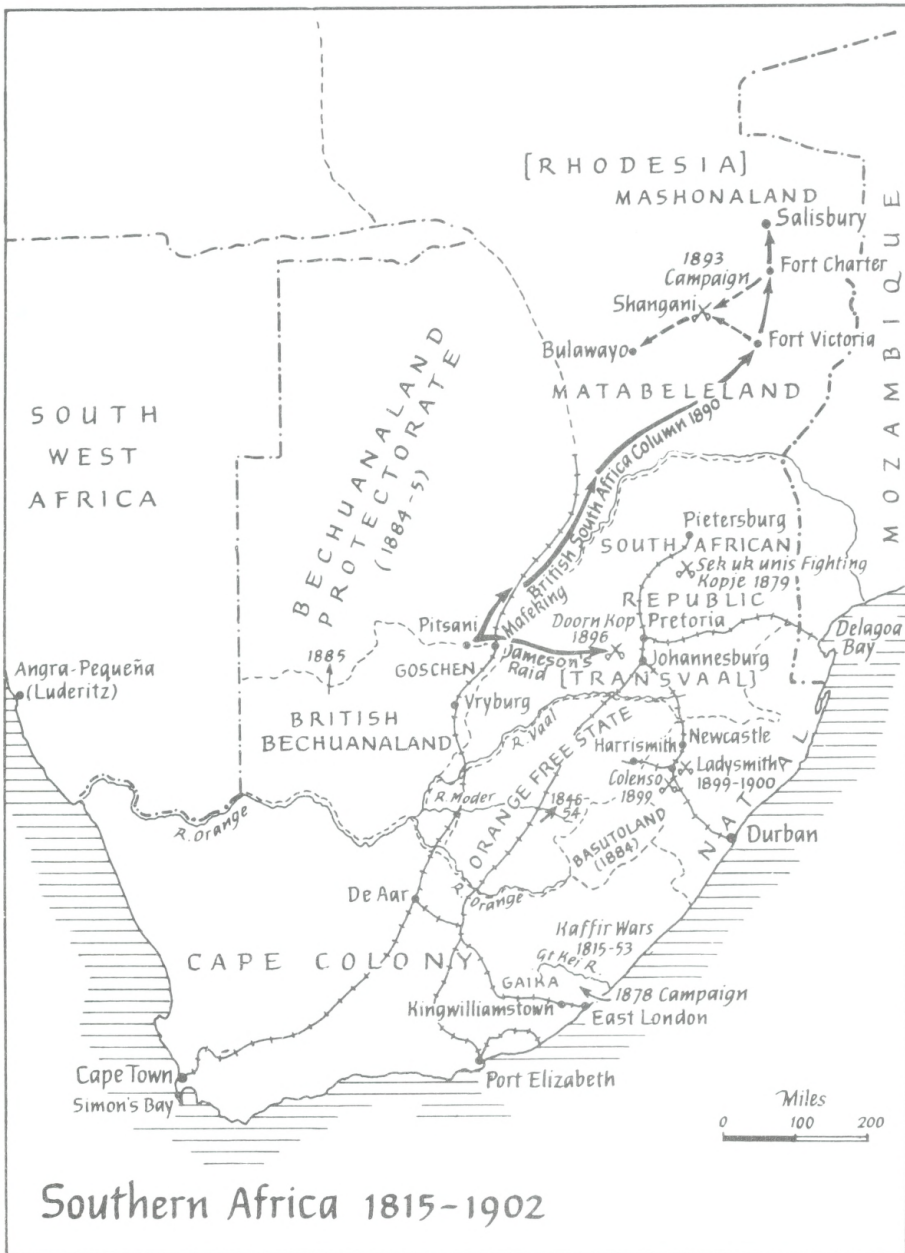 [RHODESIA]
MASHONALAND
Salisbury
1893
Campaign
Fort Charter
Shangani
Fort Victoria
Bulawayo
MATABELELAND
MOZAMBIQUE
SOUTH
WEST
AFRICA
BECHUANALAND
PROTECTORATE
(1884-5)
British South Africa Column 1890
Pietersburg
SOUTH AFRICAN
REPUBLIC
Sekukunis Fighting
Kopje 1879
Pitsani
Mafeking
Doorn Kop
1896
Pretoria
Delagoa
Bay
GOSCHEN
Jameson's
Raid
Johannesburg
[TRANSVAAL]
Angra-Pequeña
(Luderitz)
1885
Vryburg
BRITISH
BECHUANALAND
R. Vaal
ORANGE FREE STATE
Harrismith
Newcastle
Colenso
1899
Ladysmith
1899-1900
NATAL
R. Moder
1846-
54
R. Orange
BASUTOLAND
(1884)
Durban
De Aar
R. Orange
Kaffir Wars
1815-53
Gt Kei R.
CAPE COLONY
GAIKA
1878 Campaign
Kingwilliamstown
East London
Cape Town
Simon's Bay
Port Elizabeth
Miles
0 100 200
Southern Africa 1815-1902